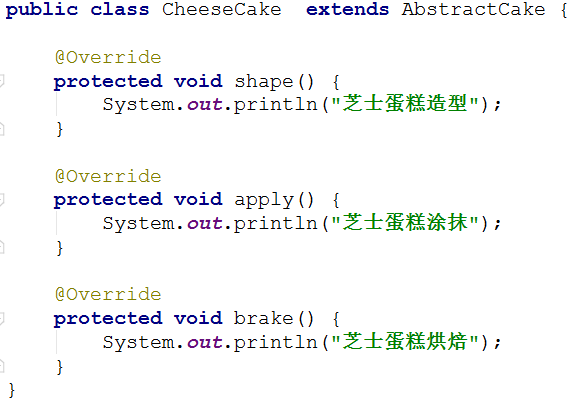 public class CheeseCake  extends AbstractCake {
@Override
protected void shape() {
System.out.println("芝士蛋糕造型");
}
@Override
protected void apply() {
System.out.println("芝士蛋糕涂抹");
}
@Override
protected void brake() {
System.out.println("芝士蛋糕烘焙");
}
}